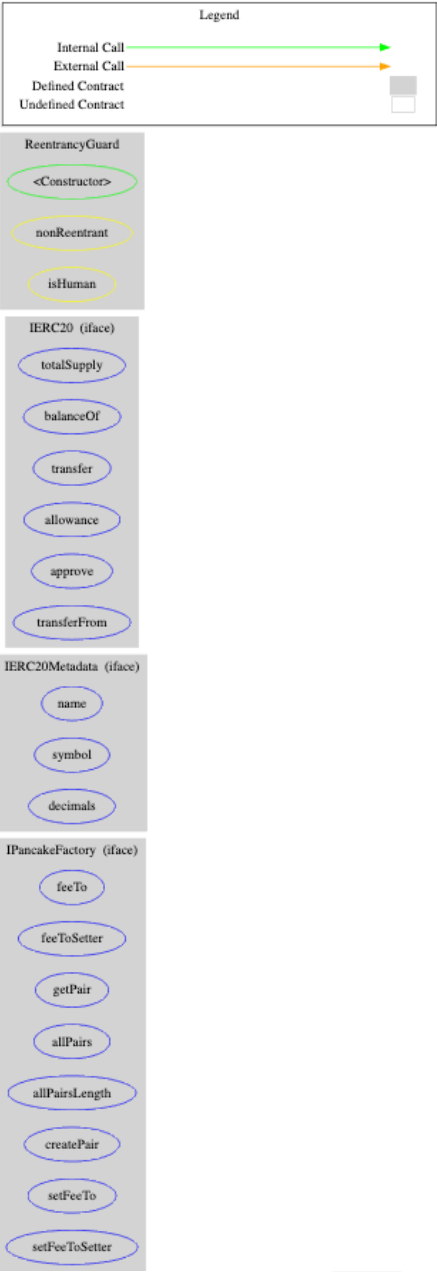 Legend
Internal Call
External Call
Defined Contract
Undefined Contract
ReentrancyGuard
<Constructor>
nonReentrant
isHuman
IERC20 (iface)
totalSupply
balanceOf
transfer
allowance
approve
transferFrom
IERC20Metadata (iface)
name
symbol
decimals
IPancakeFactory (iface)
feeTo
feeToSetter
getPair
allPairs
allPairsLength
createPair
setFeeTo
setFeeToSetter